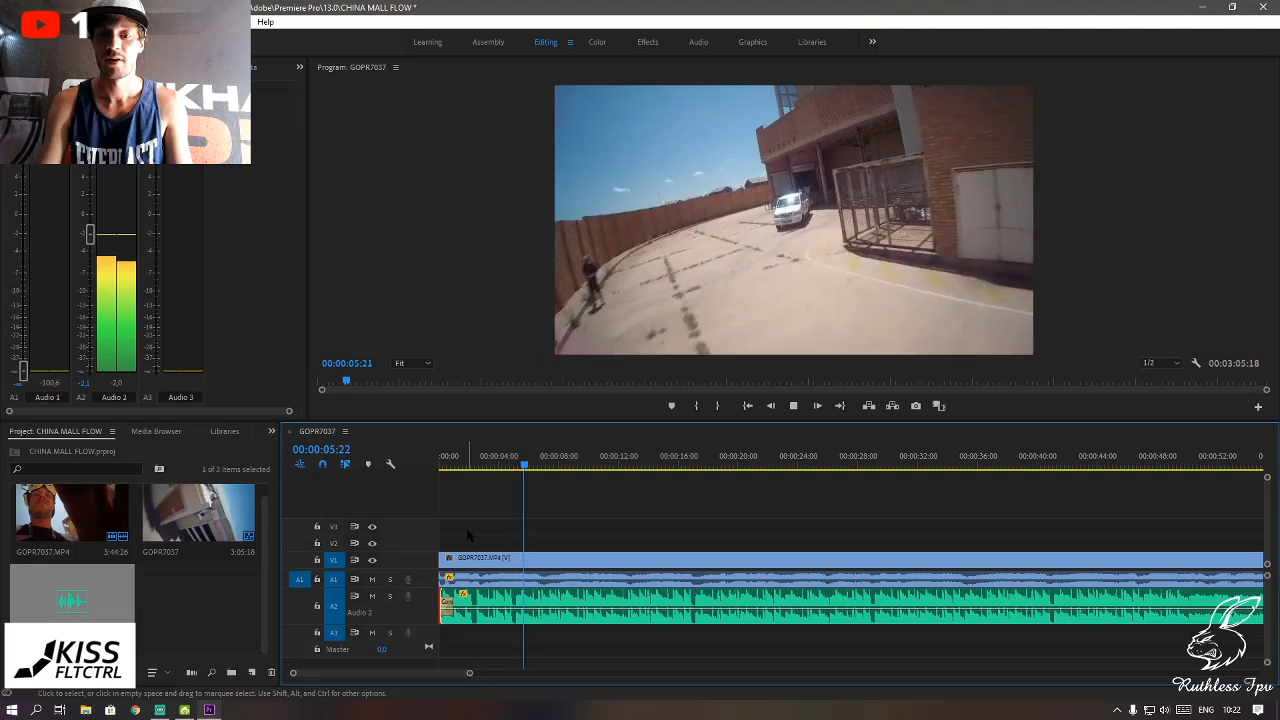 Adobe\Premiere Pro\13.0\CHINA MALL FLOW *
1
Help
Learning
Assembly
Editing
Color
Effects
Audio
Graphics
Libraries
Program: GOPR7037
EVERLAST
00:00:05:21
Fit
1/2
00:03:05:18
-100,6
-2,1
-2,0
A1 Audio 1
A2 Audio 2
A3 Audio 3
Project: CHINA MALL FLOW
Media Browser
Libraries
CHINA MALL FLOW.prproj
1 of 3 items selected
GOPR7037.MP4
3:44:26
GOPR7037
3:05:18
KISS
FLTCTRL
GOPR7037
00:00:05:22
:00:00
00:00:04:00
00:00:08:00
00:00:12:00
00:00:16:00
00:00:20:00
00:00:24:00
00:00:28:00
00:00:32:00
00:00:36:00
00:00:40:00
00:00:44:00
00:00:48:00
00:00:52:00
V3
V2
V1
GOPR7037.MP4 [V]
A1
A1
M
S
A2
M
S
Audio 2
A3
M
S
Master
0,0
Ruthless Fpv
Click to select, or click in empty space and drag to marquee select. Use Shift, Alt, and Ctrl for other options.
ENG
10:22